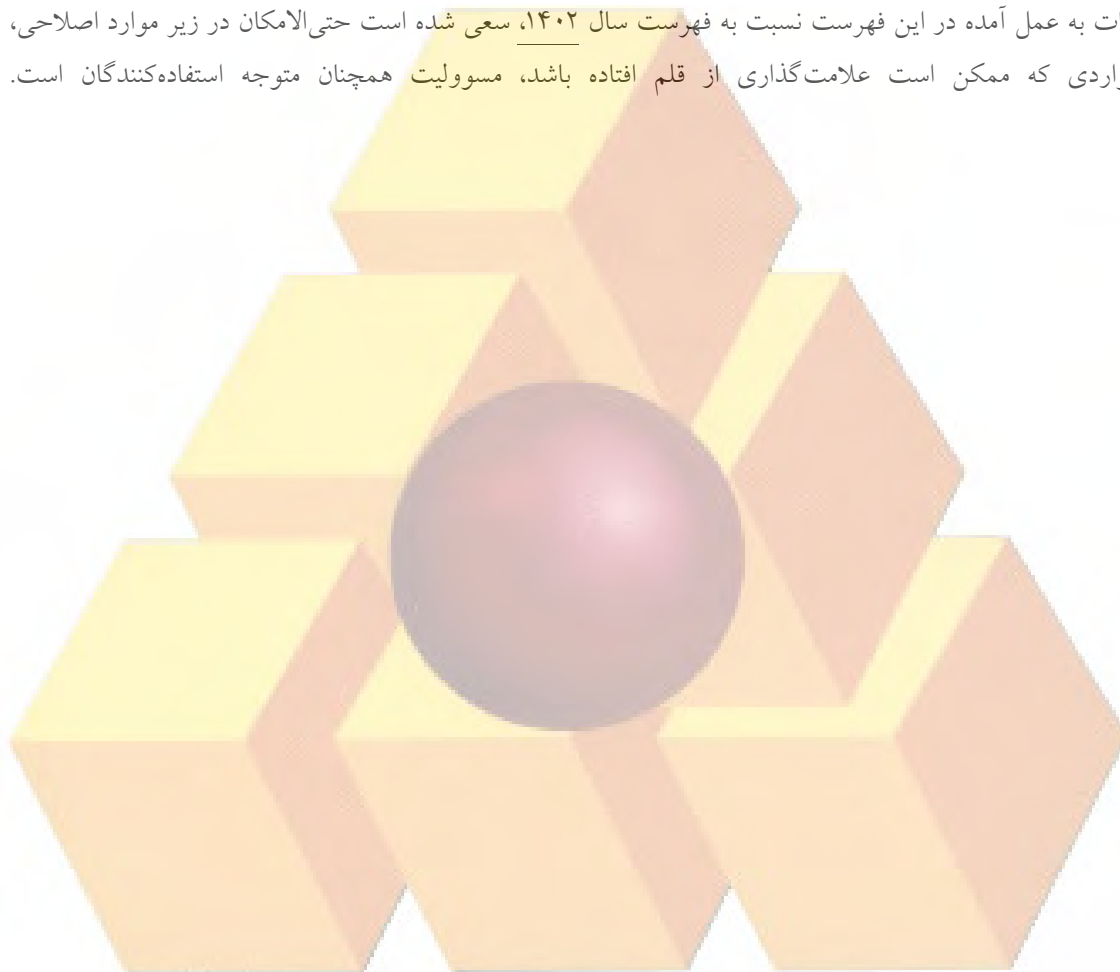 به عمل آمده در این فهرست نسبت به فهرست سال ۱۴۰۲، سعی شده است حتی‌الامکان در زیر موارد اصلاحی،
که ممکن است علامت‌گذاری از قلم افتاده باشد، مسوولیت همچنان متوجه استفاده‌کنندگان است.